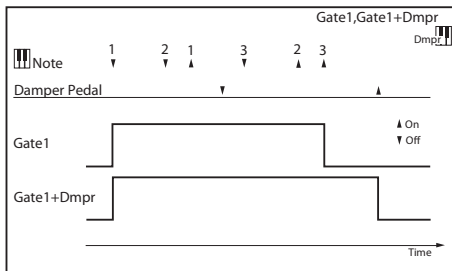 Gate1,Gate1+Dmpr
Dmpr
1 2 1 3 2 3
Note
Damper Pedal
On
Gate1
Off
Gate1+Dmpr
Time